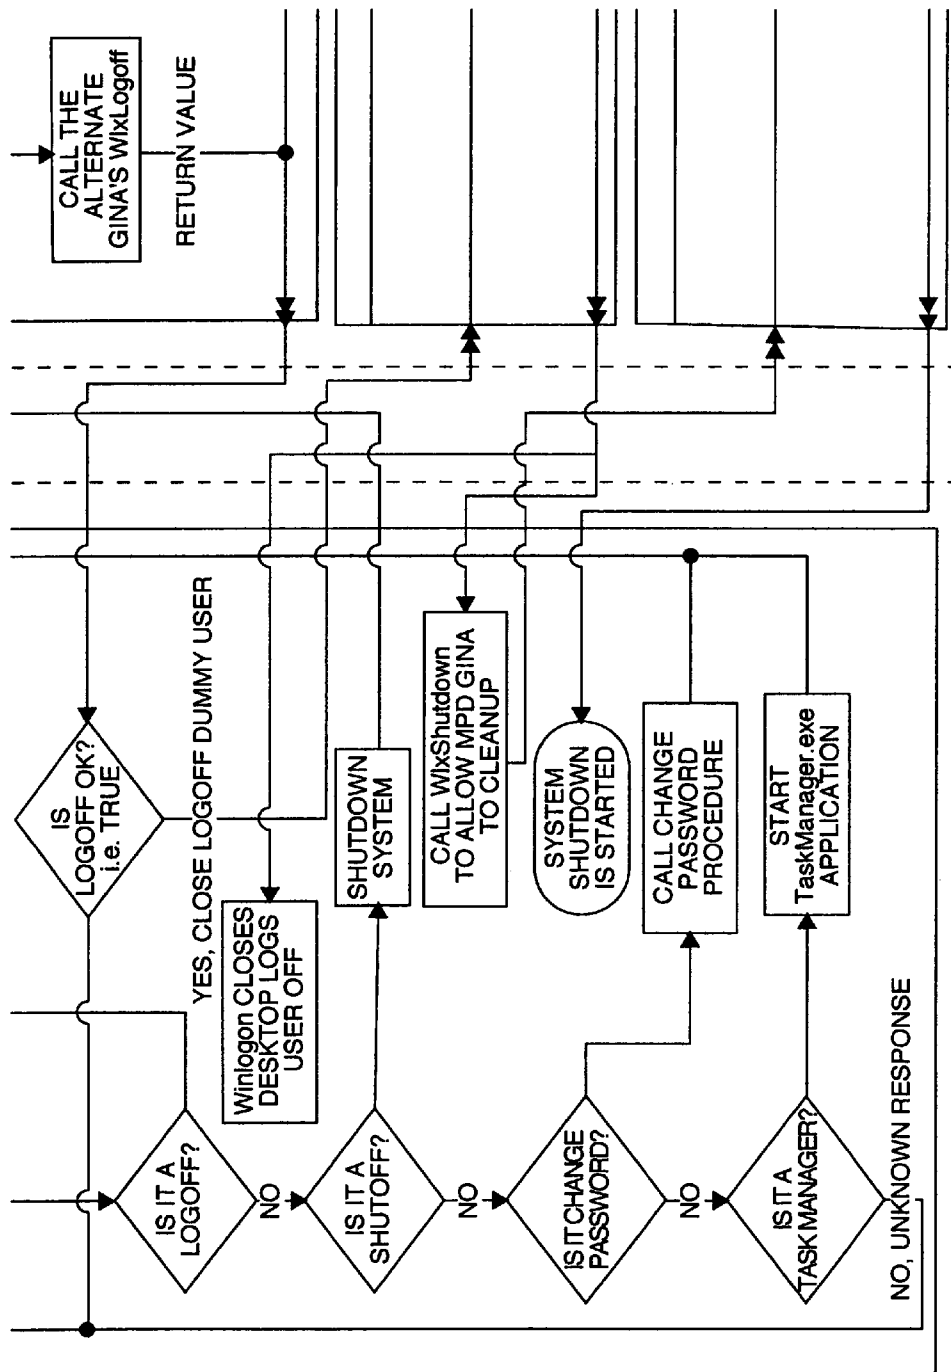 CALL THE
ALTERNATE
GINA'S WlxLogoff
RETURN VALUE
IS
LOGOFF OK?
i.e. TRUE
YES, CLOSE LOGOFF DUMMY USER
Winlogon CLOSES
DESKTOP LOGS
USER OFF
SHUTDOWN
SYSTEM
CALL WlxShutdown
TO ALLOW MPD GINA
TO CLEANUP
SYSTEM
SHUTDOWN
IS STARTED
CALL CHANGE
PASSWORD
PROCEDURE
START
TaskManager.exe
APPLICATION
IS IT A
LOGOFF?
NO
IS IT A
SHUTOFF?
NO
IS IT CHANGE
PASSWORD?
NO
IS IT A
TASK MANAGER?
NO, UNKNOWN RESPONSE